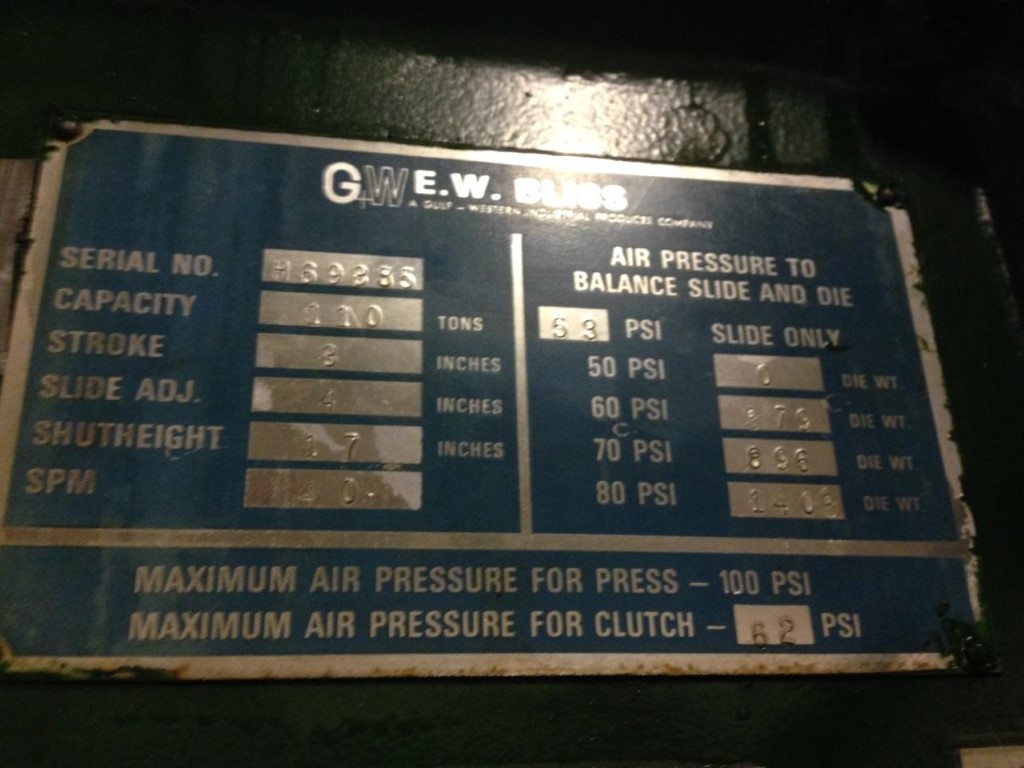 G+W E.W. BLISS
A GULF - WESTERN INDUSTRIAL PRODUCTS COMPANY
SERIAL NO.
CAPACITY 110 TONS
STROKE 3 INCHES
SLIDE ADJ. 4 INCHES
SHUTHEIGHT 17 INCHES
SPM
AIR PRESSURE TO
BALANCE SLIDE AND DIE
53 PSI SLIDE ONLY
50 PSI 0 DIE WT.
60 PSI DIE WT.
70 PSI 896 DIE WT.
80 PSI DIE WT.
MAXIMUM AIR PRESSURE FOR PRESS – 100 PSI
MAXIMUM AIR PRESSURE FOR CLUTCH – 62 PSI